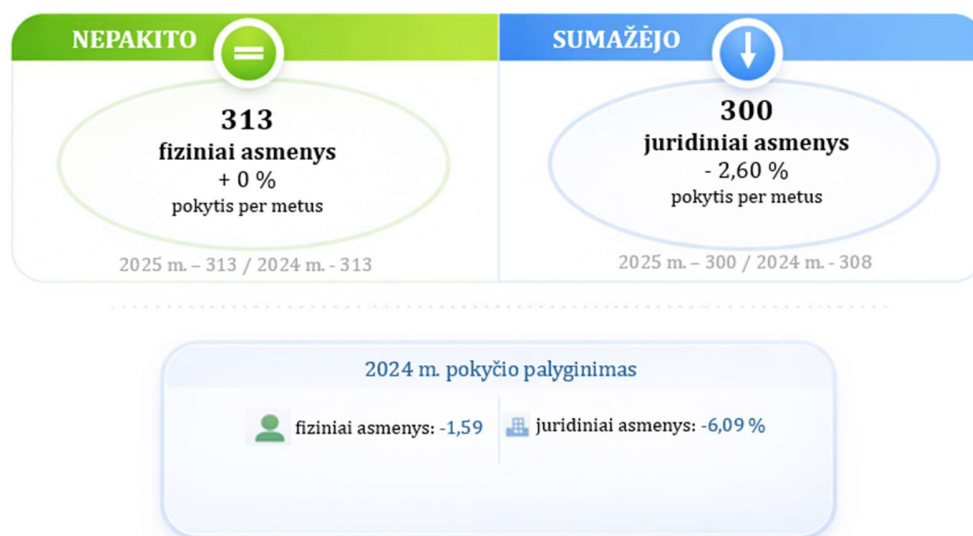 NEPAKITO
313
fiziniai asmenys
+ 0 %
pokytis per metus
2025 m. – 313 / 2024 m. - 313
SUMAŽĖJO
300
juridiniai asmenys
- 2,60 %
pokytis per metus
2025 m. – 300 / 2024 m. - 308
2024 m. pokyčio palyginimas
fiziniai asmenys: -1,59
juridiniai asmenys: -6,09 %